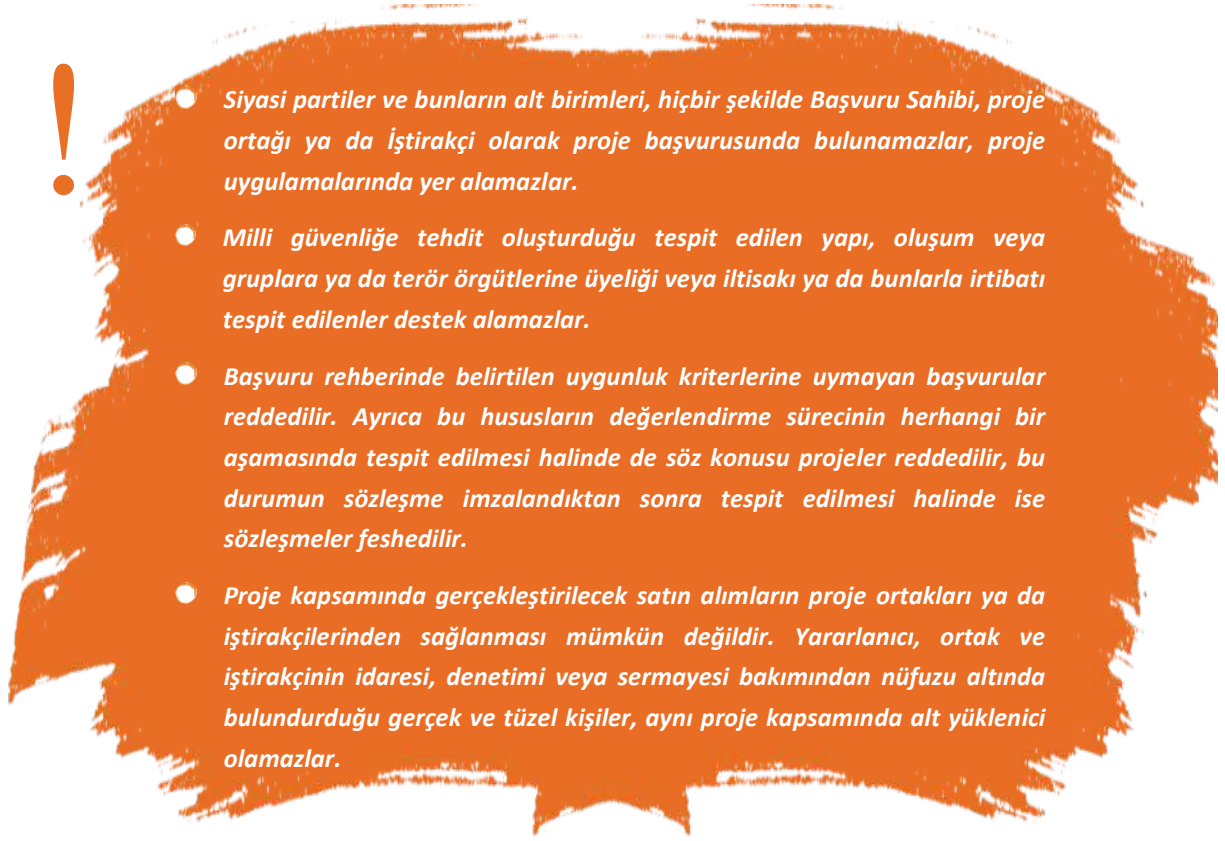 !
Siyasi partiler ve bunların alt birimleri, hiçbir şekilde Başvuru Sahibi, proje
ortağı ya da İştirakçi olarak proje başvurusunda bulunamazlar, proje
uygulamalarında yer alamazlar.
Milli güvenliğe tehdit oluşturduğu tespit edilen yapı, oluşum veya
gruplara ya da terör örgütlerine üyeliği veya iltisakı ya da bunlarla irtibatı
tespit edilenler destek alamazlar.
Başvuru rehberinde belirtilen uygunluk kriterlerine uymayan başvurular
reddedilir. Ayrıca bu hususların değerlendirme sürecinin herhangi bir
aşamasında tespit edilmesi halinde de söz konusu projeler reddedilir, bu
durumun sözleşme imzalandıktan sonra tespit edilmesi halinde ise
sözleşmeler feshedilir.
Proje kapsamında gerçekleştirilecek satın alımların proje ortakları ya da
iştirakçilerinden sağlanması mümkün değildir. Yararlanıcı, ortak ve
iştirakçinin idaresi, denetimi veya sermayesi bakımından nüfuzu altında
bulundurduğu gerçek ve tüzel kişiler, aynı proje kapsamında alt yüklenici
olamazlar.